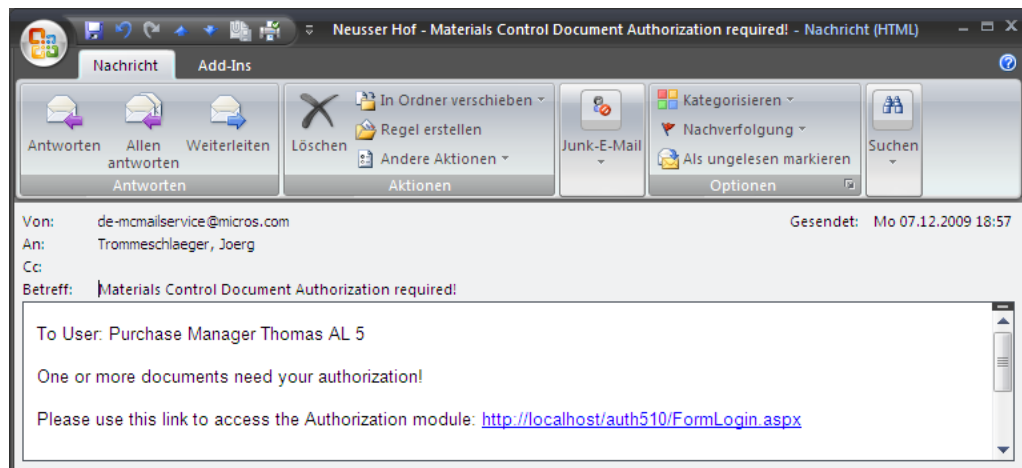 Neusser Hof - Materials Control Document Authorization required! - Nachricht (HTML)
Nachricht Add-Ins
Antworten Allen antworten Weiterleiten
Antworten
Löschen
In Ordner verschieben
Regel erstellen
Andere Aktionen
Aktionen
Junk-E-Mail
Kategorisieren
Nachverfolgung
Als ungelesen markieren
Optionen
Suchen
Von: de-mcmailservice@micros.com Gesendet: Mo 07.12.2009 18:57
An: Trommeschlaeger, Joerg
Cc:
Betreff: Materials Control Document Authorization required!
To User: Purchase Manager Thomas AL 5
One or more documents need your authorization!
Please use this link to access the Authorization module: http://localhost/auth510/FormLogin.aspx